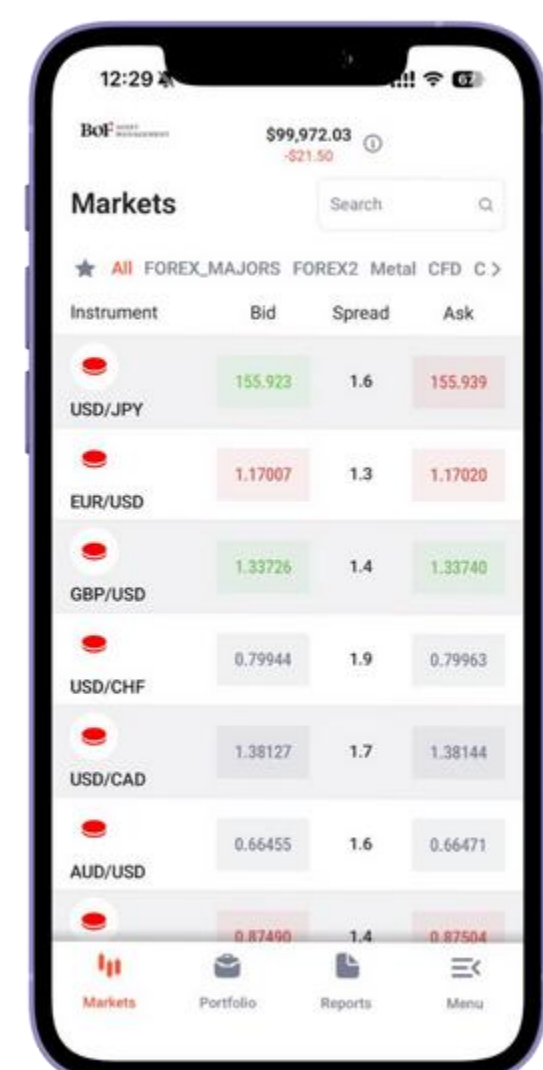 12:29
67
BoF ASSET MANAGEMENT
$99,972.03
-$21.50
Markets
Search
All FOREX_MAJORS FOREX2 Metal CFD C
Instrument Bid Spread Ask
155.923 1.6 155.939
USD/JPY
1.17007 1.3 1.17020
EUR/USD
1.33726 1.4 1.33740
GBP/USD
0.79944 1.9 0.79963
USD/CHF
1.38127 1.7 1.38144
USD/CAD
0.66455 1.6 0.66471
AUD/USD
0.87490 1.4 0.87504
Markets Portfolio Reports Menu